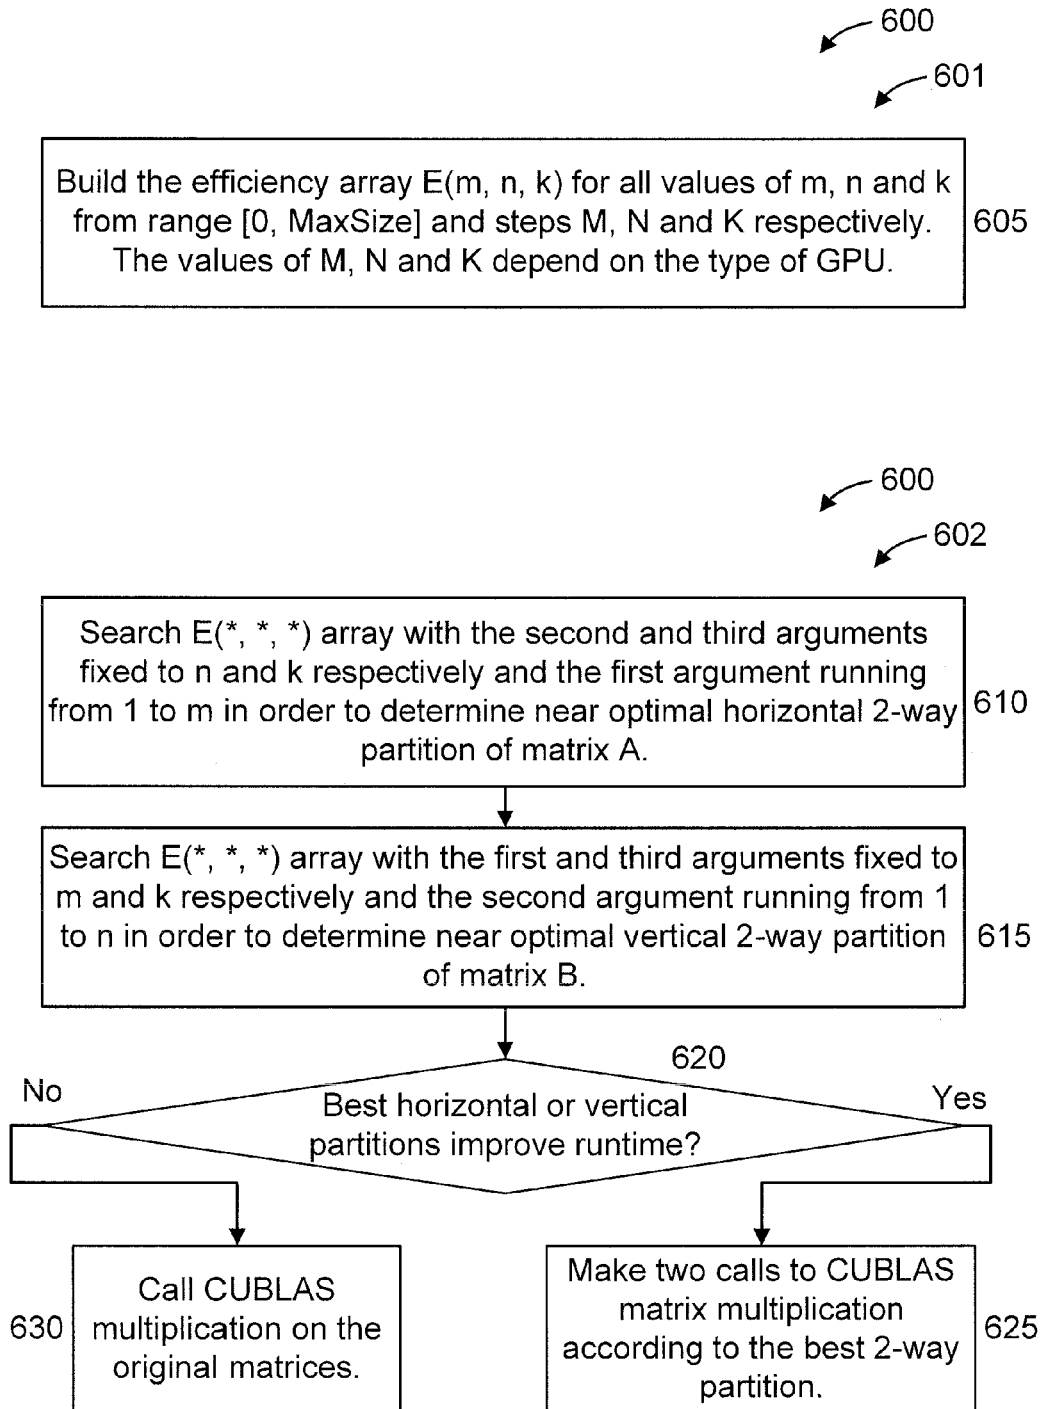 600
601
Build the efficiency array E(m, n, k) for all values of m, n and k
from range [0, MaxSize] and steps M, N and K respectively.
The values of M, N and K depend on the type of GPU.
605
600
602
Search E(*, *, *) array with the second and third arguments
fixed to n and k respectively and the first argument running
from 1 to m in order to determine near optimal horizontal 2-way
partition of matrix A.
610
Search E(*, *, *) array with the first and third arguments fixed to
m and k respectively and the second argument running from 1
to n in order to determine near optimal vertical 2-way partition
of matrix B.
615
620
No
Best horizontal or vertical
partitions improve runtime?
Yes
630
Call CUBLAS
multiplication on the
original matrices.
Make two calls to CUBLAS
matrix multiplication
according to the best 2-way
partition.
625